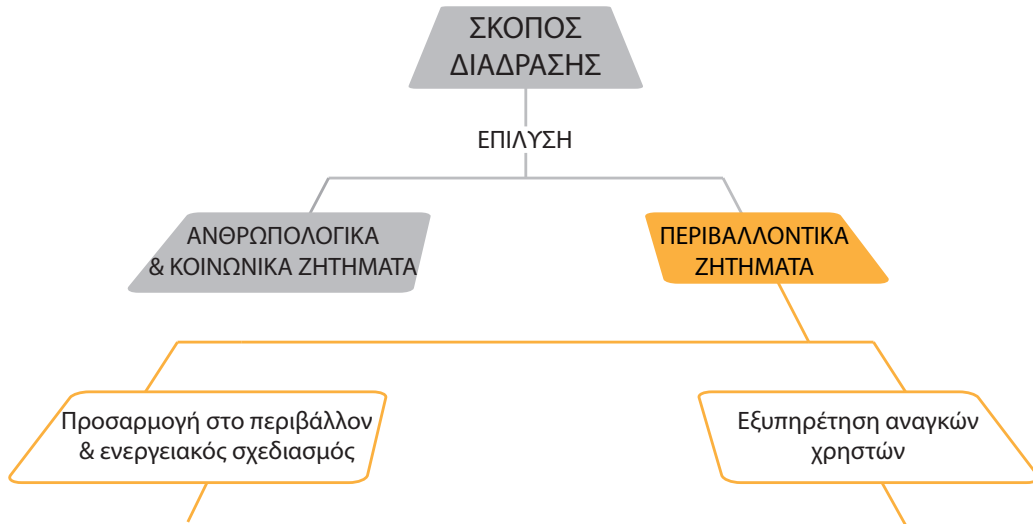 ΣΚΟΠΟΣ
ΔΙΑΔΡΑΣΗΣ
ΕΠΙΛΥΣΗ
ΑΝΘΡΩΠΟΛΟΓΙΚΑ
& ΚΟΙΝΩΝΙΚΑ ΖΗΤΗΜΑΤΑ
ΠΕΡΙΒΑΛΛΟΝΤΙΚΑ
ΖΗΤΗΜΑΤΑ
Προσαρμογή στο περιβάλλον
& ενεργειακός σχεδιασμός
Εξυπηρέτηση αναγκών
χρηστών